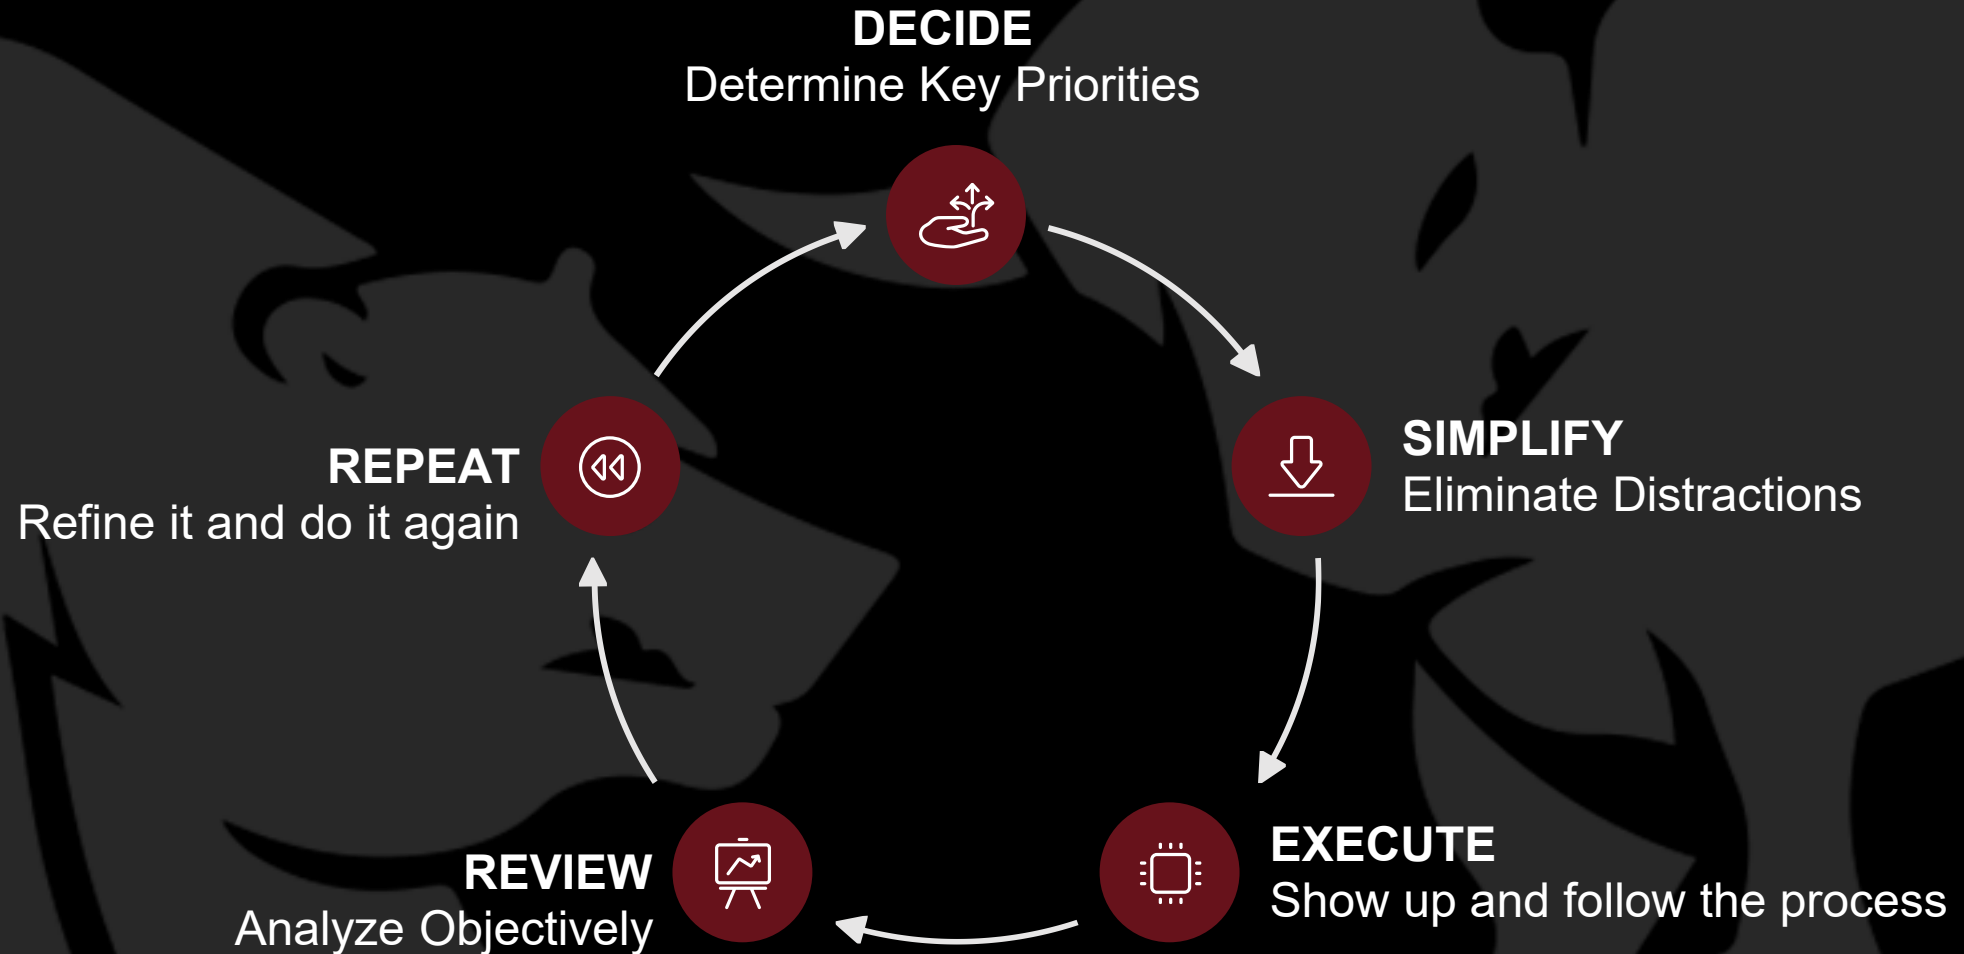 DECIDE
Determine Key Priorities
SIMPLIFY
Eliminate Distractions
EXECUTE
Show up and follow the process
REVIEW
Analyze Objectively
REPEAT
Refine it and do it again